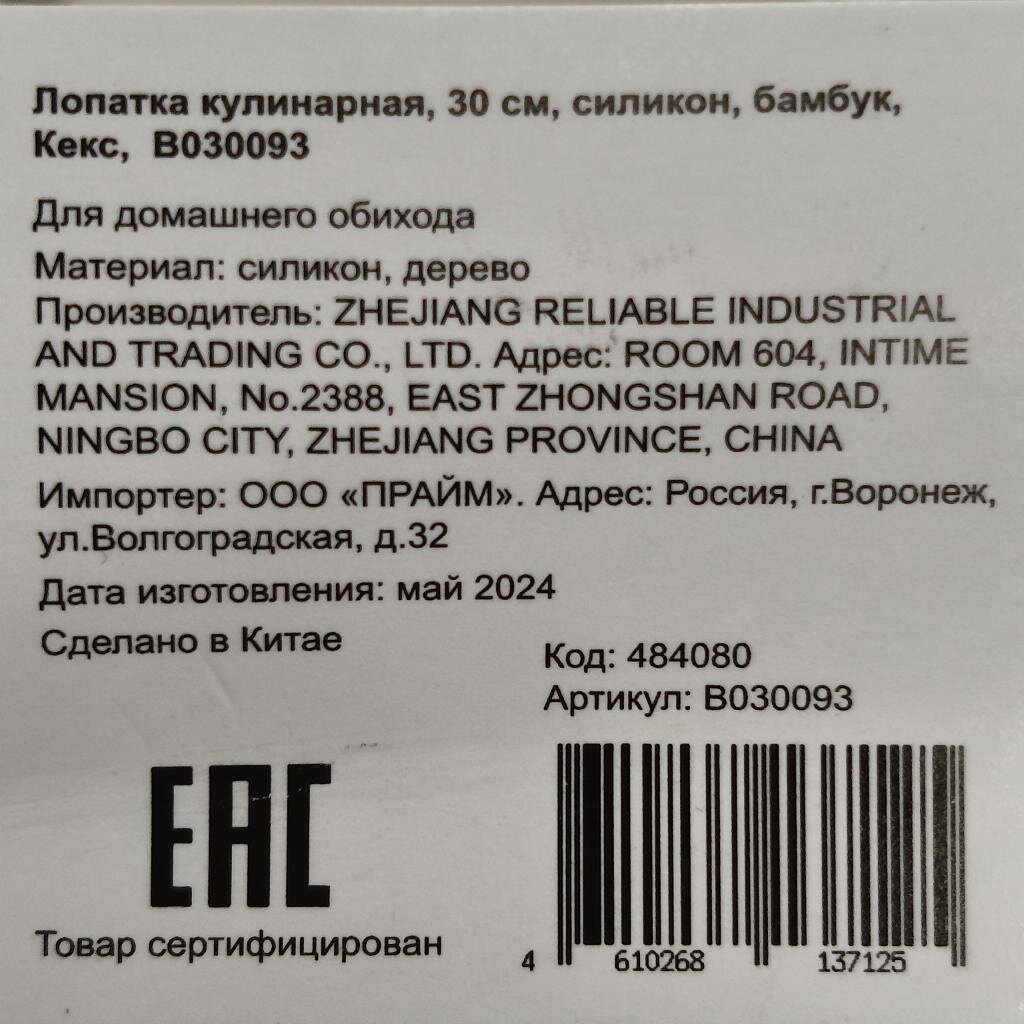 Лопатка кулинарная, 30 см, силикон, бамбук,
Кекс, B030093
Для домашнего обихода
Материал: силикон, дерево
Производитель: ZHEJIANG RELIABLE INDUSTRIAL
AND TRADING CO., LTD. Адрес: ROOM 604, INTIME
MANSION, No.2388, EAST ZHONGSHAN ROAD,
NINGBO CITY, ZHEJIANG PROVINCE, CHINA
Импортер: ООО «ПРАЙМ». Адрес: Россия, г.Воронеж,
ул.Волгоградская, д.32
Дата изготовления: май 2024
Сделано в Китае
Код: 484080
Артикул: B030093
EAC
Товар сертифицирован
4 610268 137125